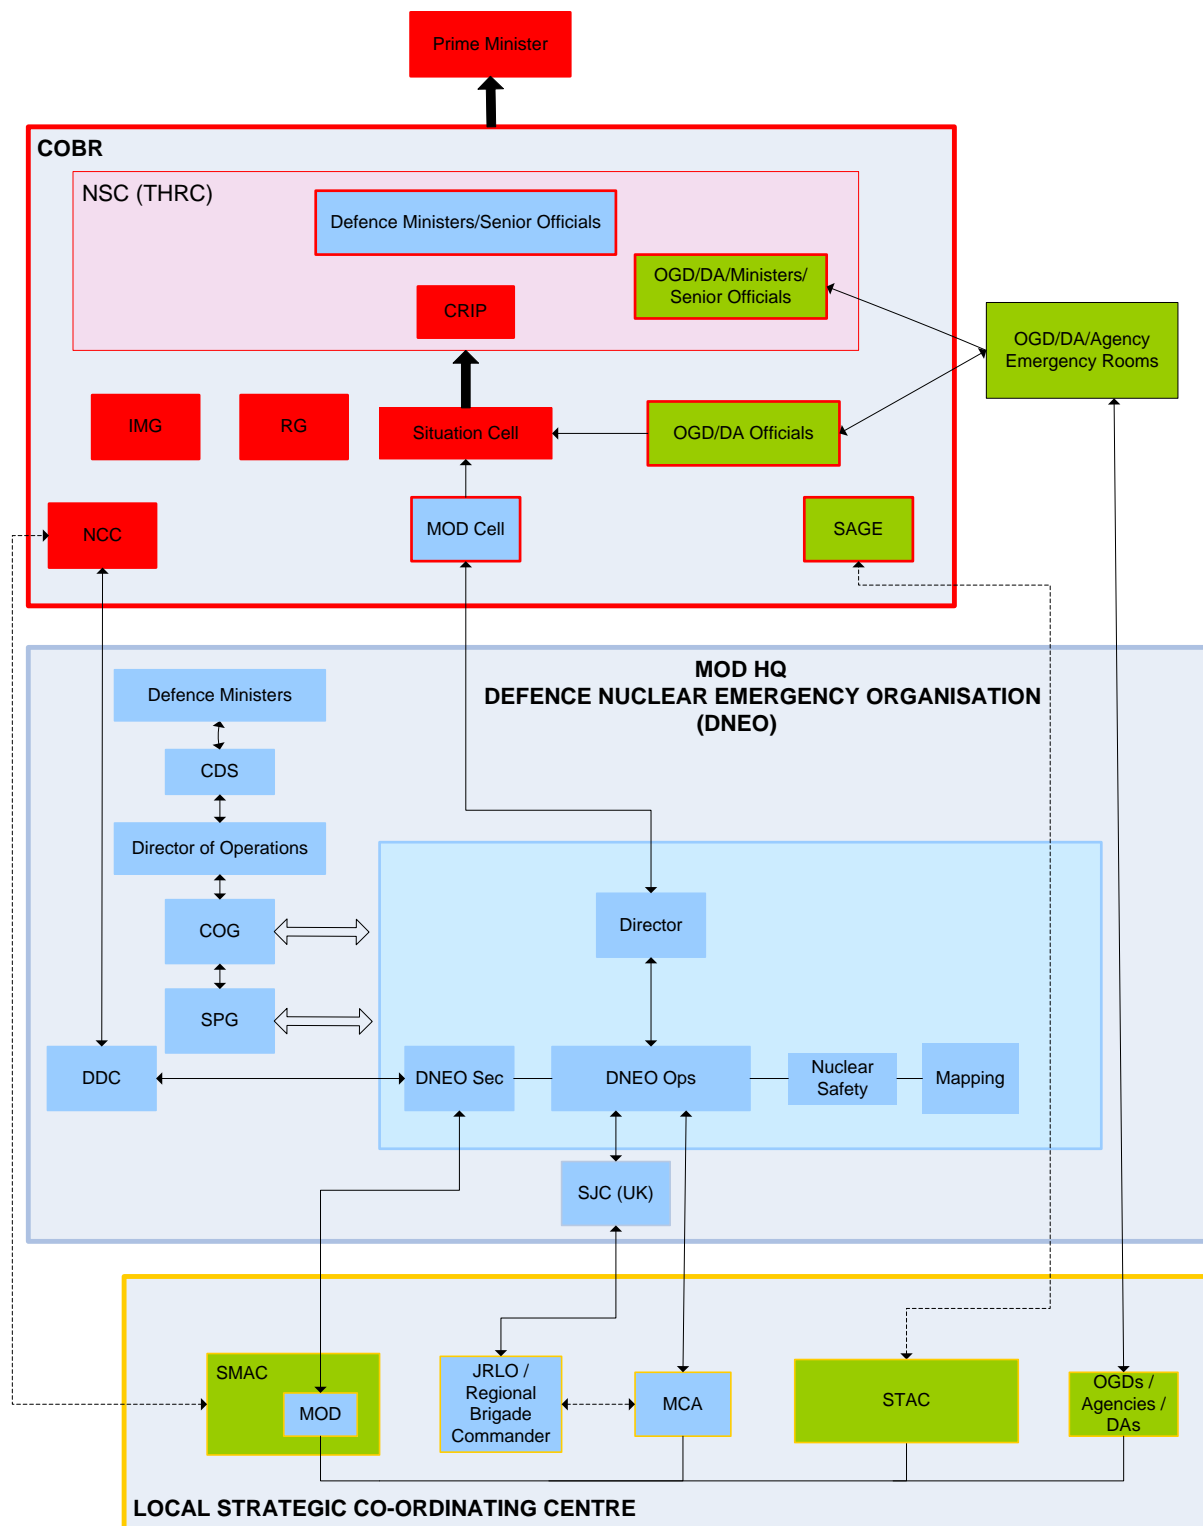 Prime Minister
COBR
NSC (THRC)
Defence Ministers/Senior Officials
OGD/DA/Ministers/
Senior Officials
CRIP
OGD/DA/Agency
Emergency Rooms
IMG
RG
Situation Cell
OGD/DA Officials
NCC
MOD Cell
SAGE
MOD HQ
DEFENCE NUCLEAR EMERGENCY ORGANISATION
(DNEO)
Defence Ministers
CDS
Director of Operations
COG
Director
SPG
DDC
DNEO Sec
DNEO Ops
Nuclear
Safety
Mapping
SJC (UK)
SMAC
MOD
JRLO /
Regional
Brigade
Commander
MCA
STAC
OGDs /
Agencies /
DAs
LOCAL STRATEGIC CO-ORDINATING CENTRE